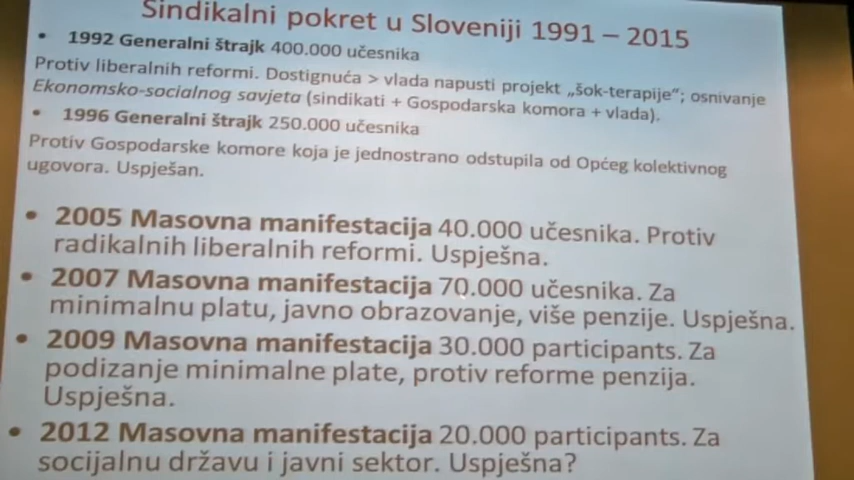 Sindikalni pokret u Sloveniji 1991 – 2015
• 1992 Generalni štrajk 400.000 učesnika
Protiv liberalnih reformi. Dostignuća > vlada napusti projekt „šok-terapije“; osnivanje
Ekonomsko-socialnog savjeta (sindikati + Gospodarska komora + vlada).
• 1996 Generalni štrajk 250.000 učesnika
Protiv Gospodarske komore koja je jednostrano odstupila od Općeg kolektivnog
ugovora. Uspješan.
• 2005 Masovna manifestacija 40.000 učesnika. Protiv
radikalnih liberalnih reformi. Uspješna.
• 2007 Masovna manifestacija 70.000 učesnika. Za
minimalnu platu, javno obrazovanje, više penzije. Uspješna.
• 2009 Masovna manifestacija 30.000 participants. Za
podizanje minimalne plate, protiv reforme penzija.
Uspješna.
• 2012 Masovna manifestacija 20.000 participants. Za
socijalnu državu i javni sektor. Uspješna?